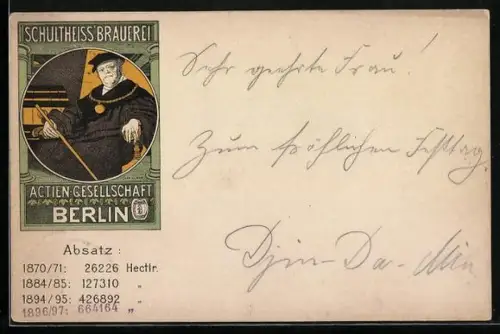 SCHULTHEISS' BRAUEREI
ACTIEN-GESELLSCHAFT
BERLIN
Absatz :
1870/71: 26226 Hectlr.
1884/85: 127310 "
1894/95: 426892 "
1896/97: 664164 "
Sehr geehrte Frau!
Zum fröhlichen Festtag